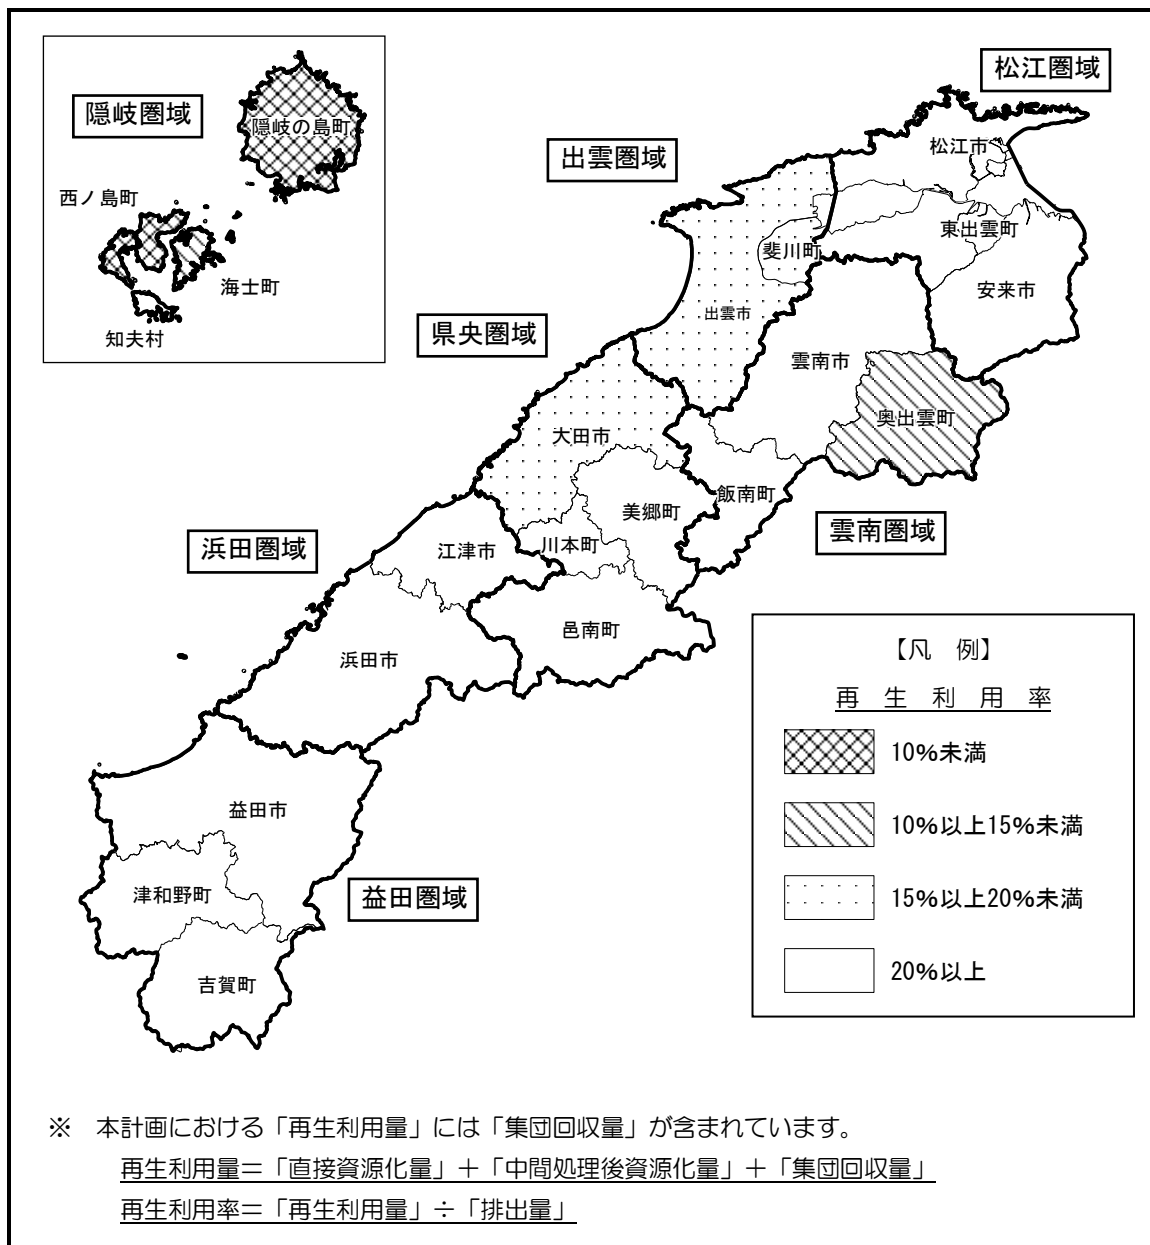 松江圏域
隠岐圏域
隠岐の島町
松江市
出雲圏域
西ノ島町
東出雲町
斐川町
海士町
安来市
出雲市
知夫村
県央圏域
雲南市
奥出雲町
大田市
飯南町
美郷町
雲南圏域
浜田圏域
江津市
川本町
邑南町
浜田市
【凡　例】
再　生　利　用　率
10%未満
10%以上15%未満
15%以上20%未満
20%以上
益田市
津和野町
益田圏域
吉賀町
※　本計画における「再生利用量」には「集団回収量」が含まれています。
再生利用量＝「直接資源化量」＋「中間処理後資源化量」＋「集団回収量」
再生利用率＝「再生利用量」÷「排出量」